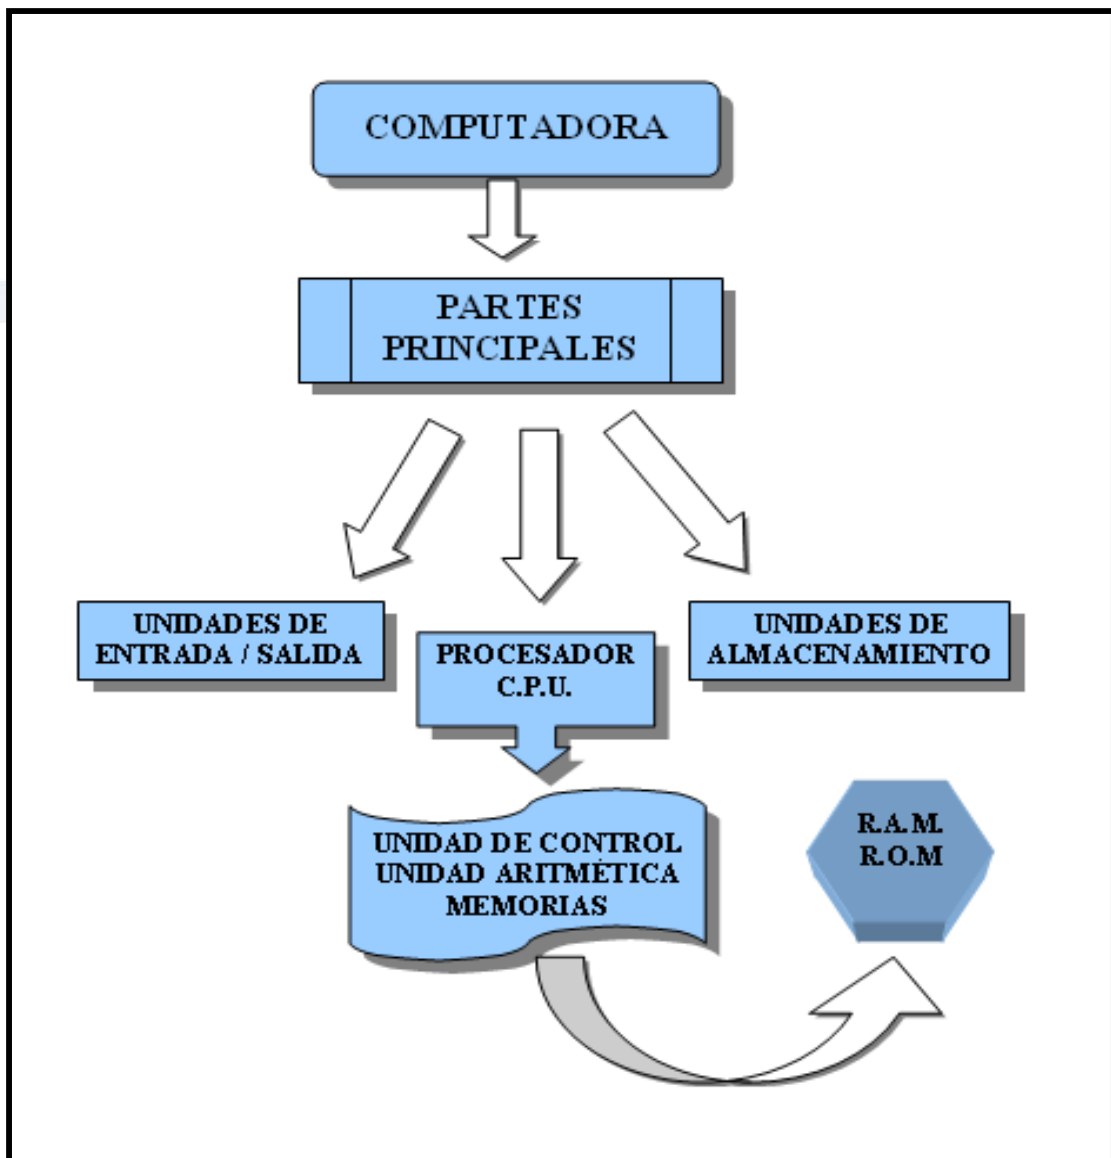 COMPUTADORA
PARTES
PRINCIPALES
UNIDADES DE
ENTRADA / SALIDA
PROCESADOR
C.P.U.
UNIDADES DE
ALMACENAMIENTO
UNIDAD DE CONTROL
UNIDAD ARITMÉTICA
MEMORIAS
R.A.M.
R.O.M